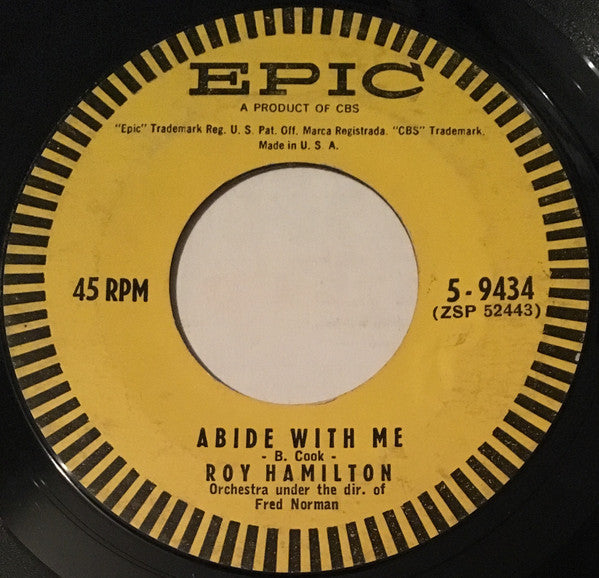 EPIC
A PRODUCT OF CBS
"Epic" Trademark Reg. U. S. Pat. Off. Marca Registrada. "CBS" Trademark.
Made in U. S. A.
45 RPM
5-9434
(ZSP 52443)
ABIDE WITH ME
- B. Cook -
ROY HAMILTON
Orchestra under the dir. of
Fred Norman